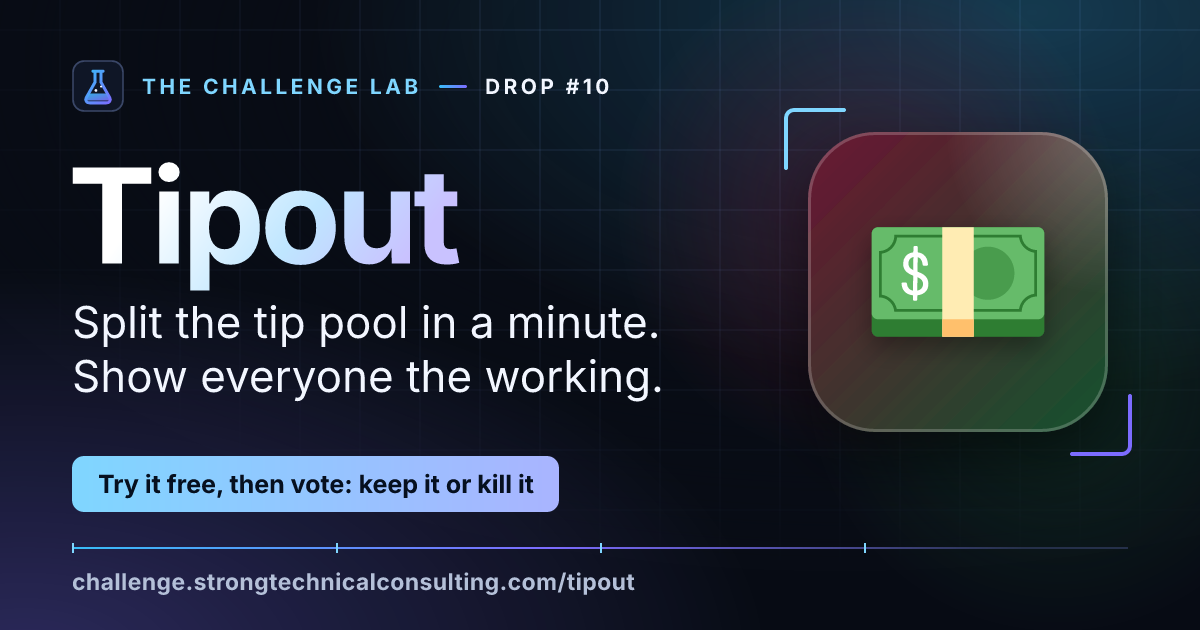 THE CHALLENGE LAB — DROP #10
Tipout
Split the tip pool in a minute.
Show everyone the working.
$
Try it free, then vote: keep it or kill it
challenge.strongtechnicalconsulting.com/tipout